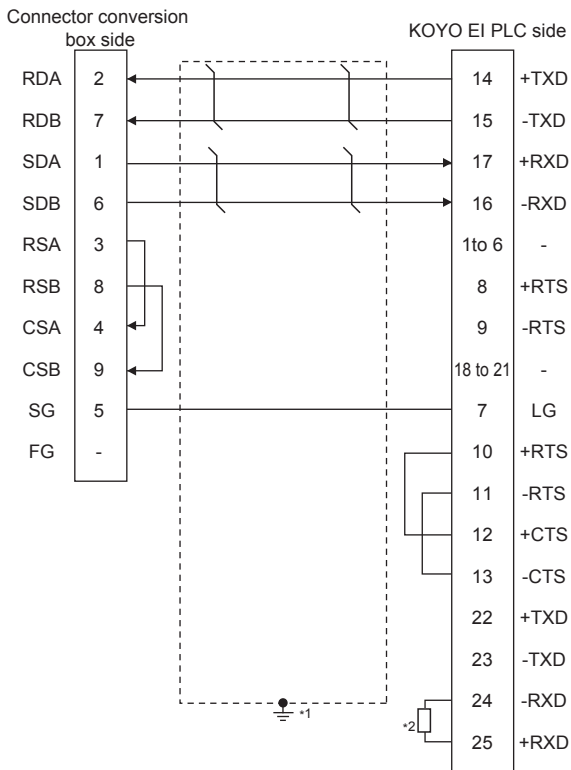 Connector conversion
box side
KOYO EI PLC side
RDA 2 14 +TXD
RDB 7 15 -TXD
SDA 1 17 +RXD
SDB 6 16 -RXD
RSA 3 1to 6 -
RSB 8 8 +RTS
CSA 4 9 -RTS
CSB 9 18 to 21 -
SG 5 7 LG
FG - 10 +RTS
11 -RTS
12 +CTS
13 -CTS
22 +TXD
23 -TXD
*1 24 -RXD
*2
25 +RXD